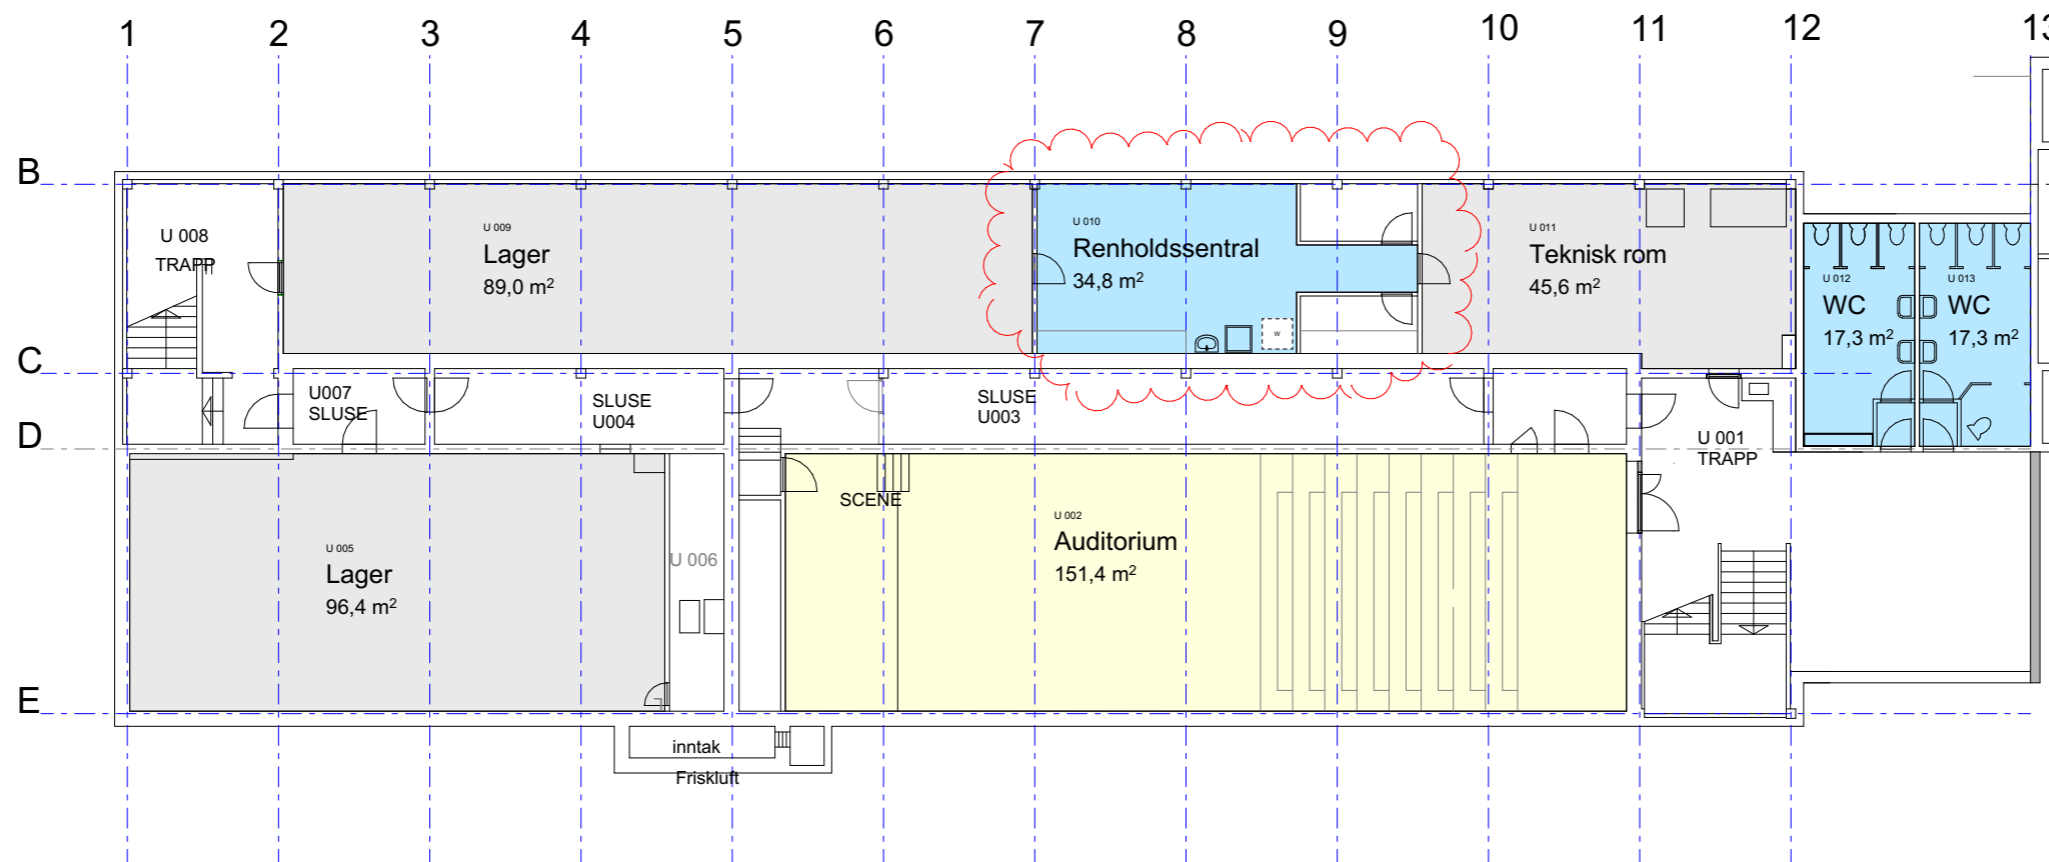 1 2 3 4 5 6 7 8 9 10 11 12 13
B
U 008
TRAPP
U 009
Lager
89,0 m²
U 010
Renholdssentral
34,8 m²
W
U 011
Teknisk rom
45,6 m²
U 012
WC
17,3 m²
U 013
WC
17,3 m²
C
U007
SLUSE
SLUSE
U004
SLUSE
U003
D
U 001
TRAPP
U 005
Lager
96,4 m²
U 006
SCENE
U 002
Auditorium
151,4 m²
E
inntak
Friskluft